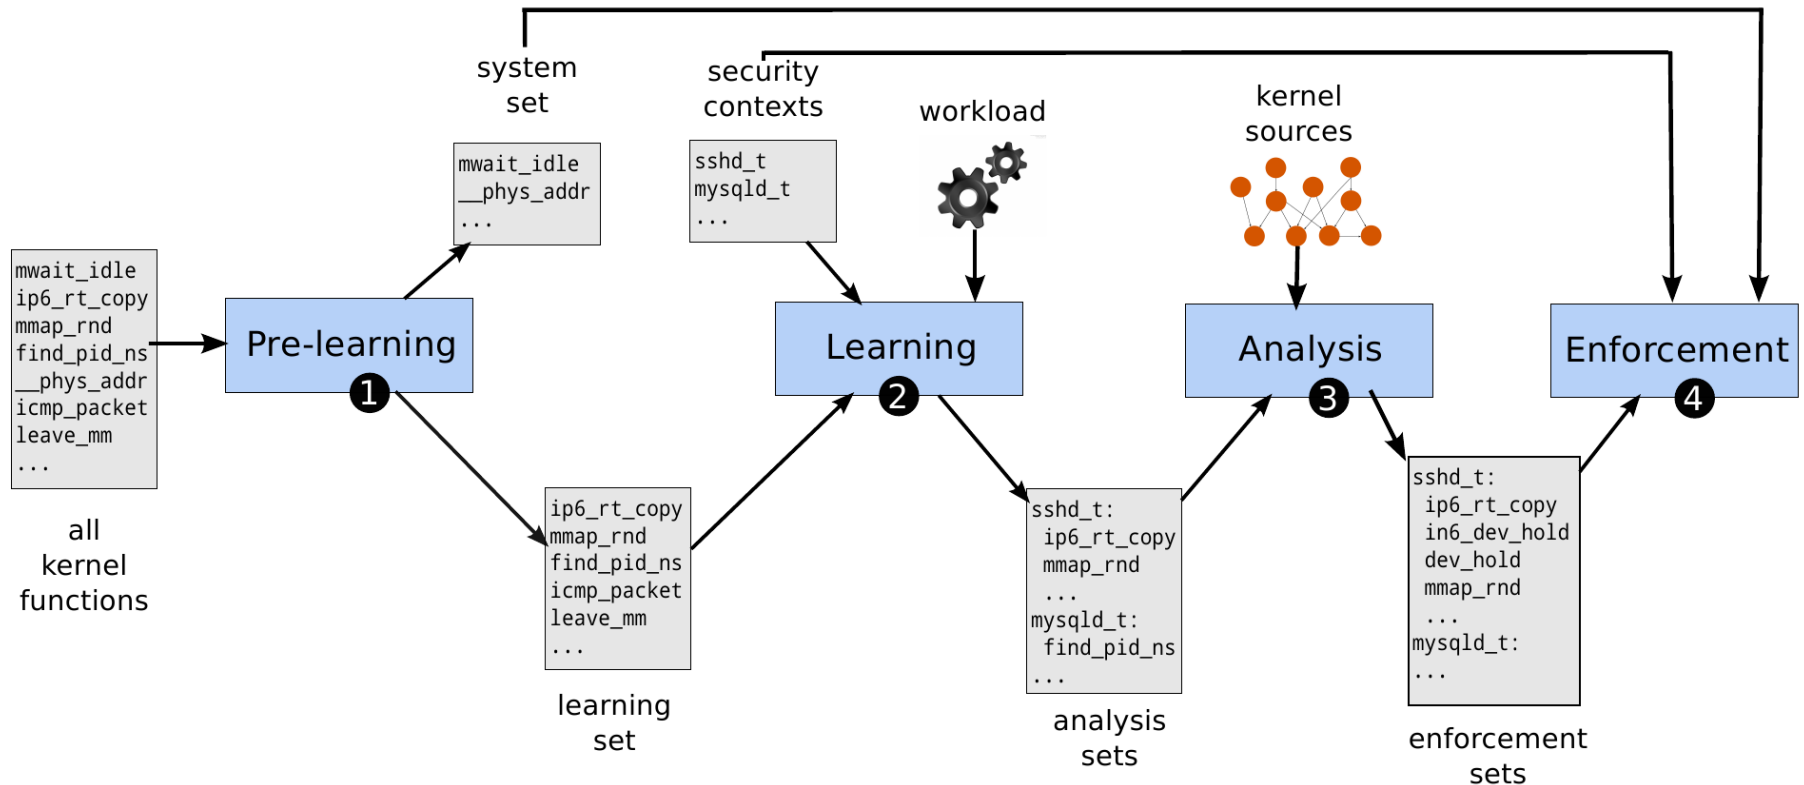 system
set
mwait_idle
__phys_addr
...
security
contexts
sshd_t
mysqld_t
...
workload
kernel
sources
mwait_idle
ip6_rt_copy
mmap_rnd
find_pid_ns
__phys_addr
icmp_packet
leave_mm
...
all
kernel
functions
Pre-learning
1
Learning
2
Analysis
3
Enforcement
4
ip6_rt_copy
mmap_rnd
find_pid_ns
icmp_packet
leave_mm
...
learning
set
sshd_t:
ip6_rt_copy
mmap_rnd
...
mysqld_t:
find_pid_ns
...
analysis
sets
sshd_t:
ip6_rt_copy
in6_dev_hold
dev_hold
mmap_rnd
...
mysqld_t:
...
enforcement
sets